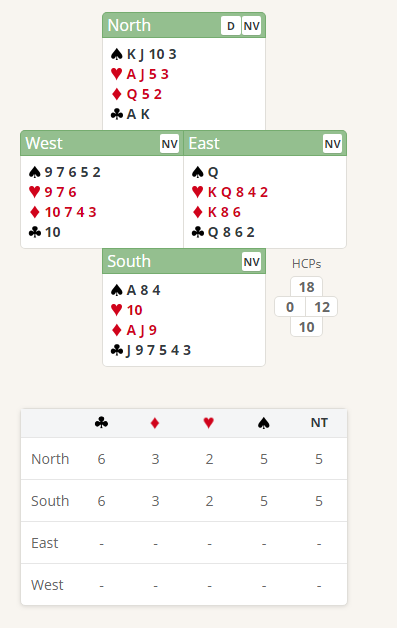 North D NV
♠ K J 10 3
♥ A J 5 3
♦ Q 5 2
♣ A K
West NV East NV
♠ 9 7 6 5 2 ♠ Q
♥ 9 7 6 ♥ K Q 8 4 2
♦ 10 7 4 3 ♦ K 8 6
♣ 10 ♣ Q 8 6 2
South NV
♠ A 8 4
♥ 10
♦ A J 9
♣ J 9 7 5 4 3
HCPs
18
0 12
10
♣ ♦ ♥ ♠ NT
North 6 3 2 5 5
South 6 3 2 5 5
East - - - - -
West - - - - -